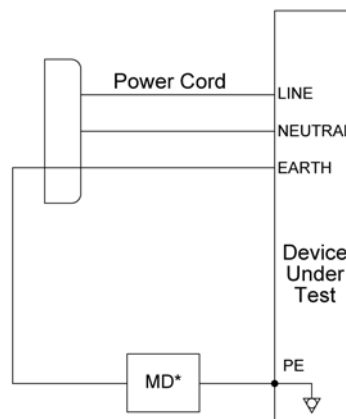 Power Cord
LINE
NEUTRAL
EARTH
Device
Under
Test
PE
MD*